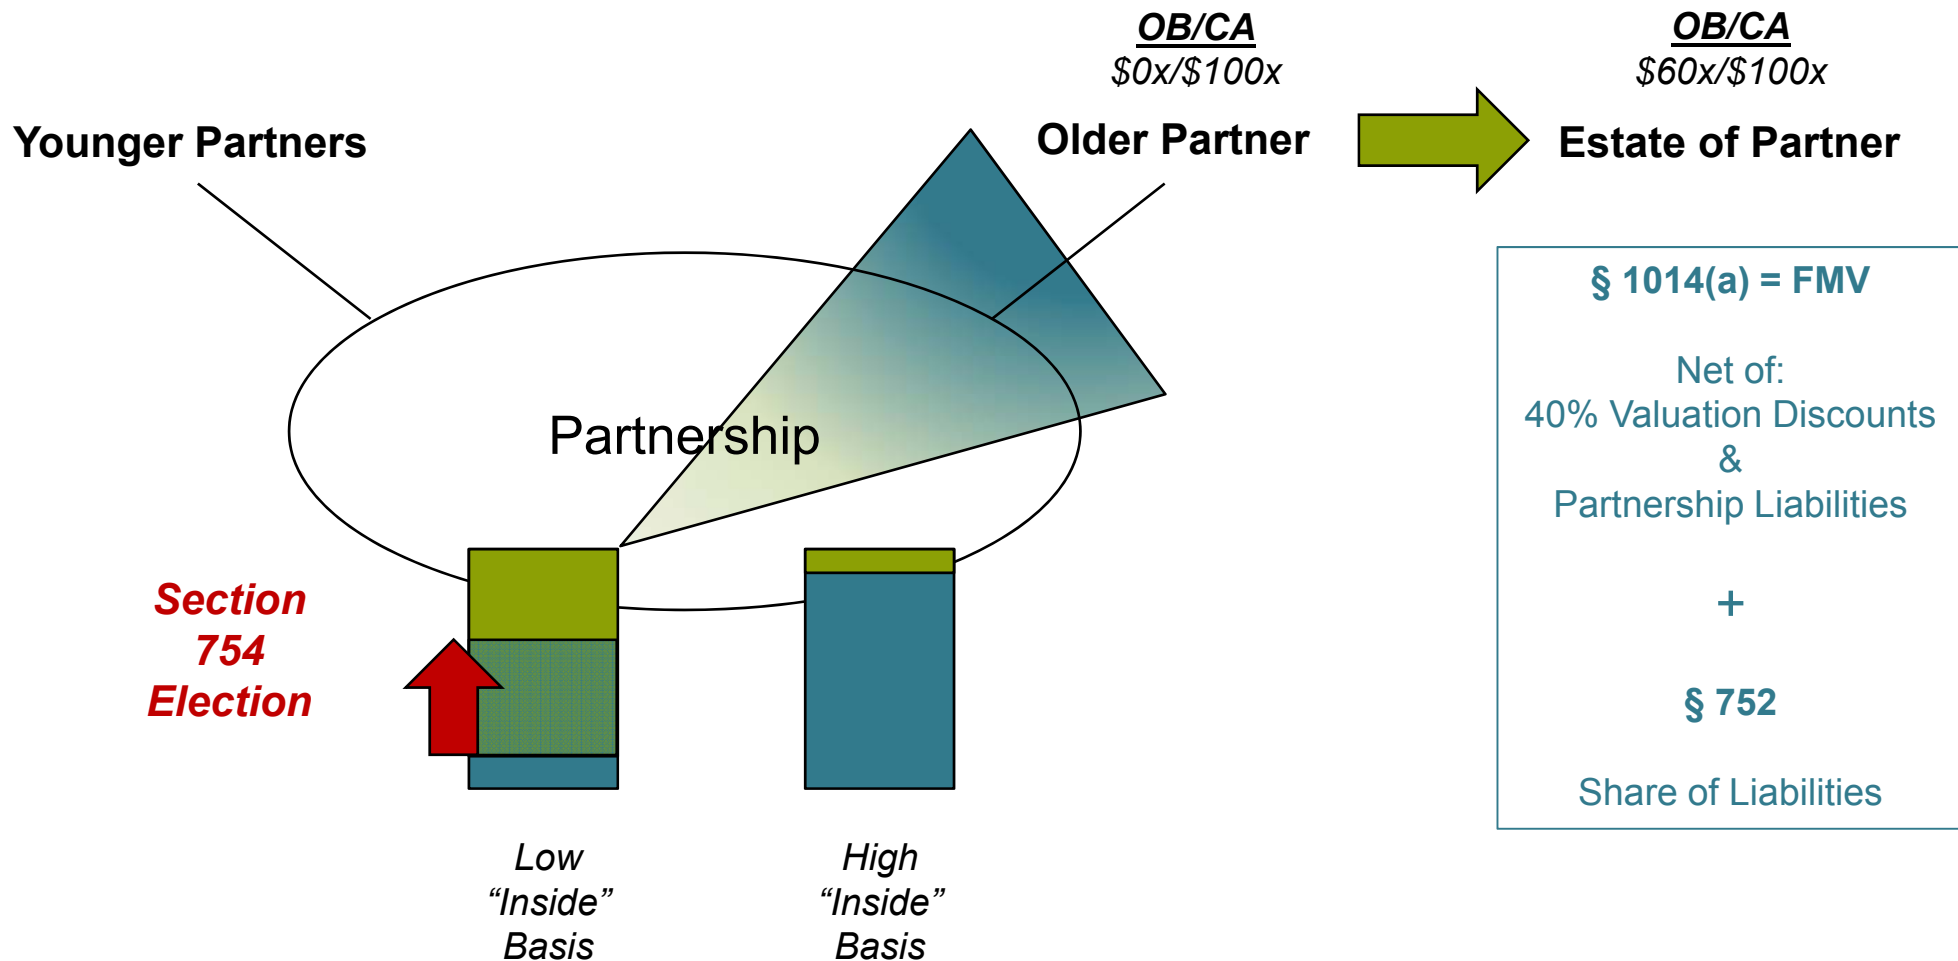 OB/CA
$0x/$100x
OB/CA
$60x/$100x
Younger Partners
Older Partner
Estate of Partner
Partnership
§ 1014(a) = FMV
Net of:
40% Valuation Discounts
&
Partnership Liabilities
+
§ 752
Share of Liabilities
Section
754
Election
Low
“Inside”
Basis
High
“Inside”
Basis